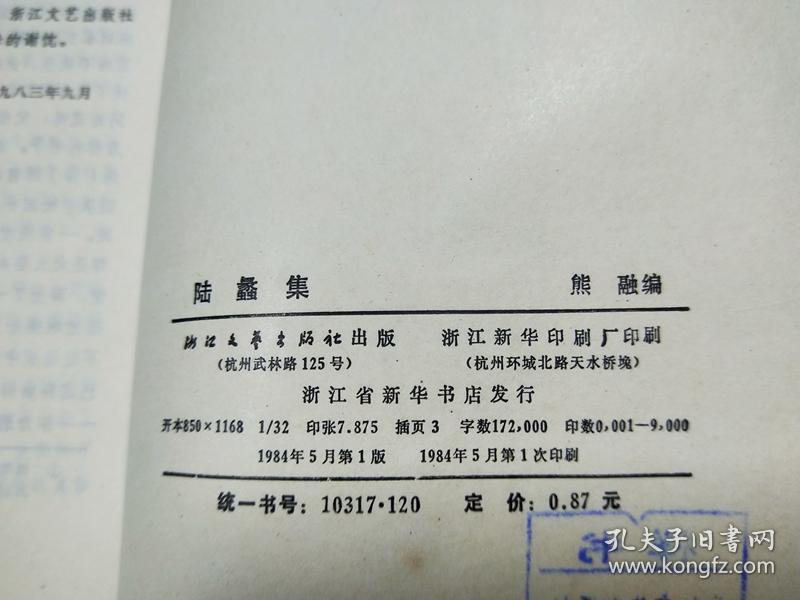 浙江文艺出版社
的谢忱。
九八三年九月
陆蠡集 熊融编
浙江文艺出版社出版 浙江新华印刷厂印刷
（杭州武林路125号） （杭州环城北路天水桥堍）
浙江省新华书店发行
开本850×1168 1/32 印张7.875 插页3 字数172,000 印数0,001—9,000
1984年5月第1版 1984年5月第1次印刷
统一书号：10317·120 定价：0.87元
孔夫子旧书网
www.kongfz.com